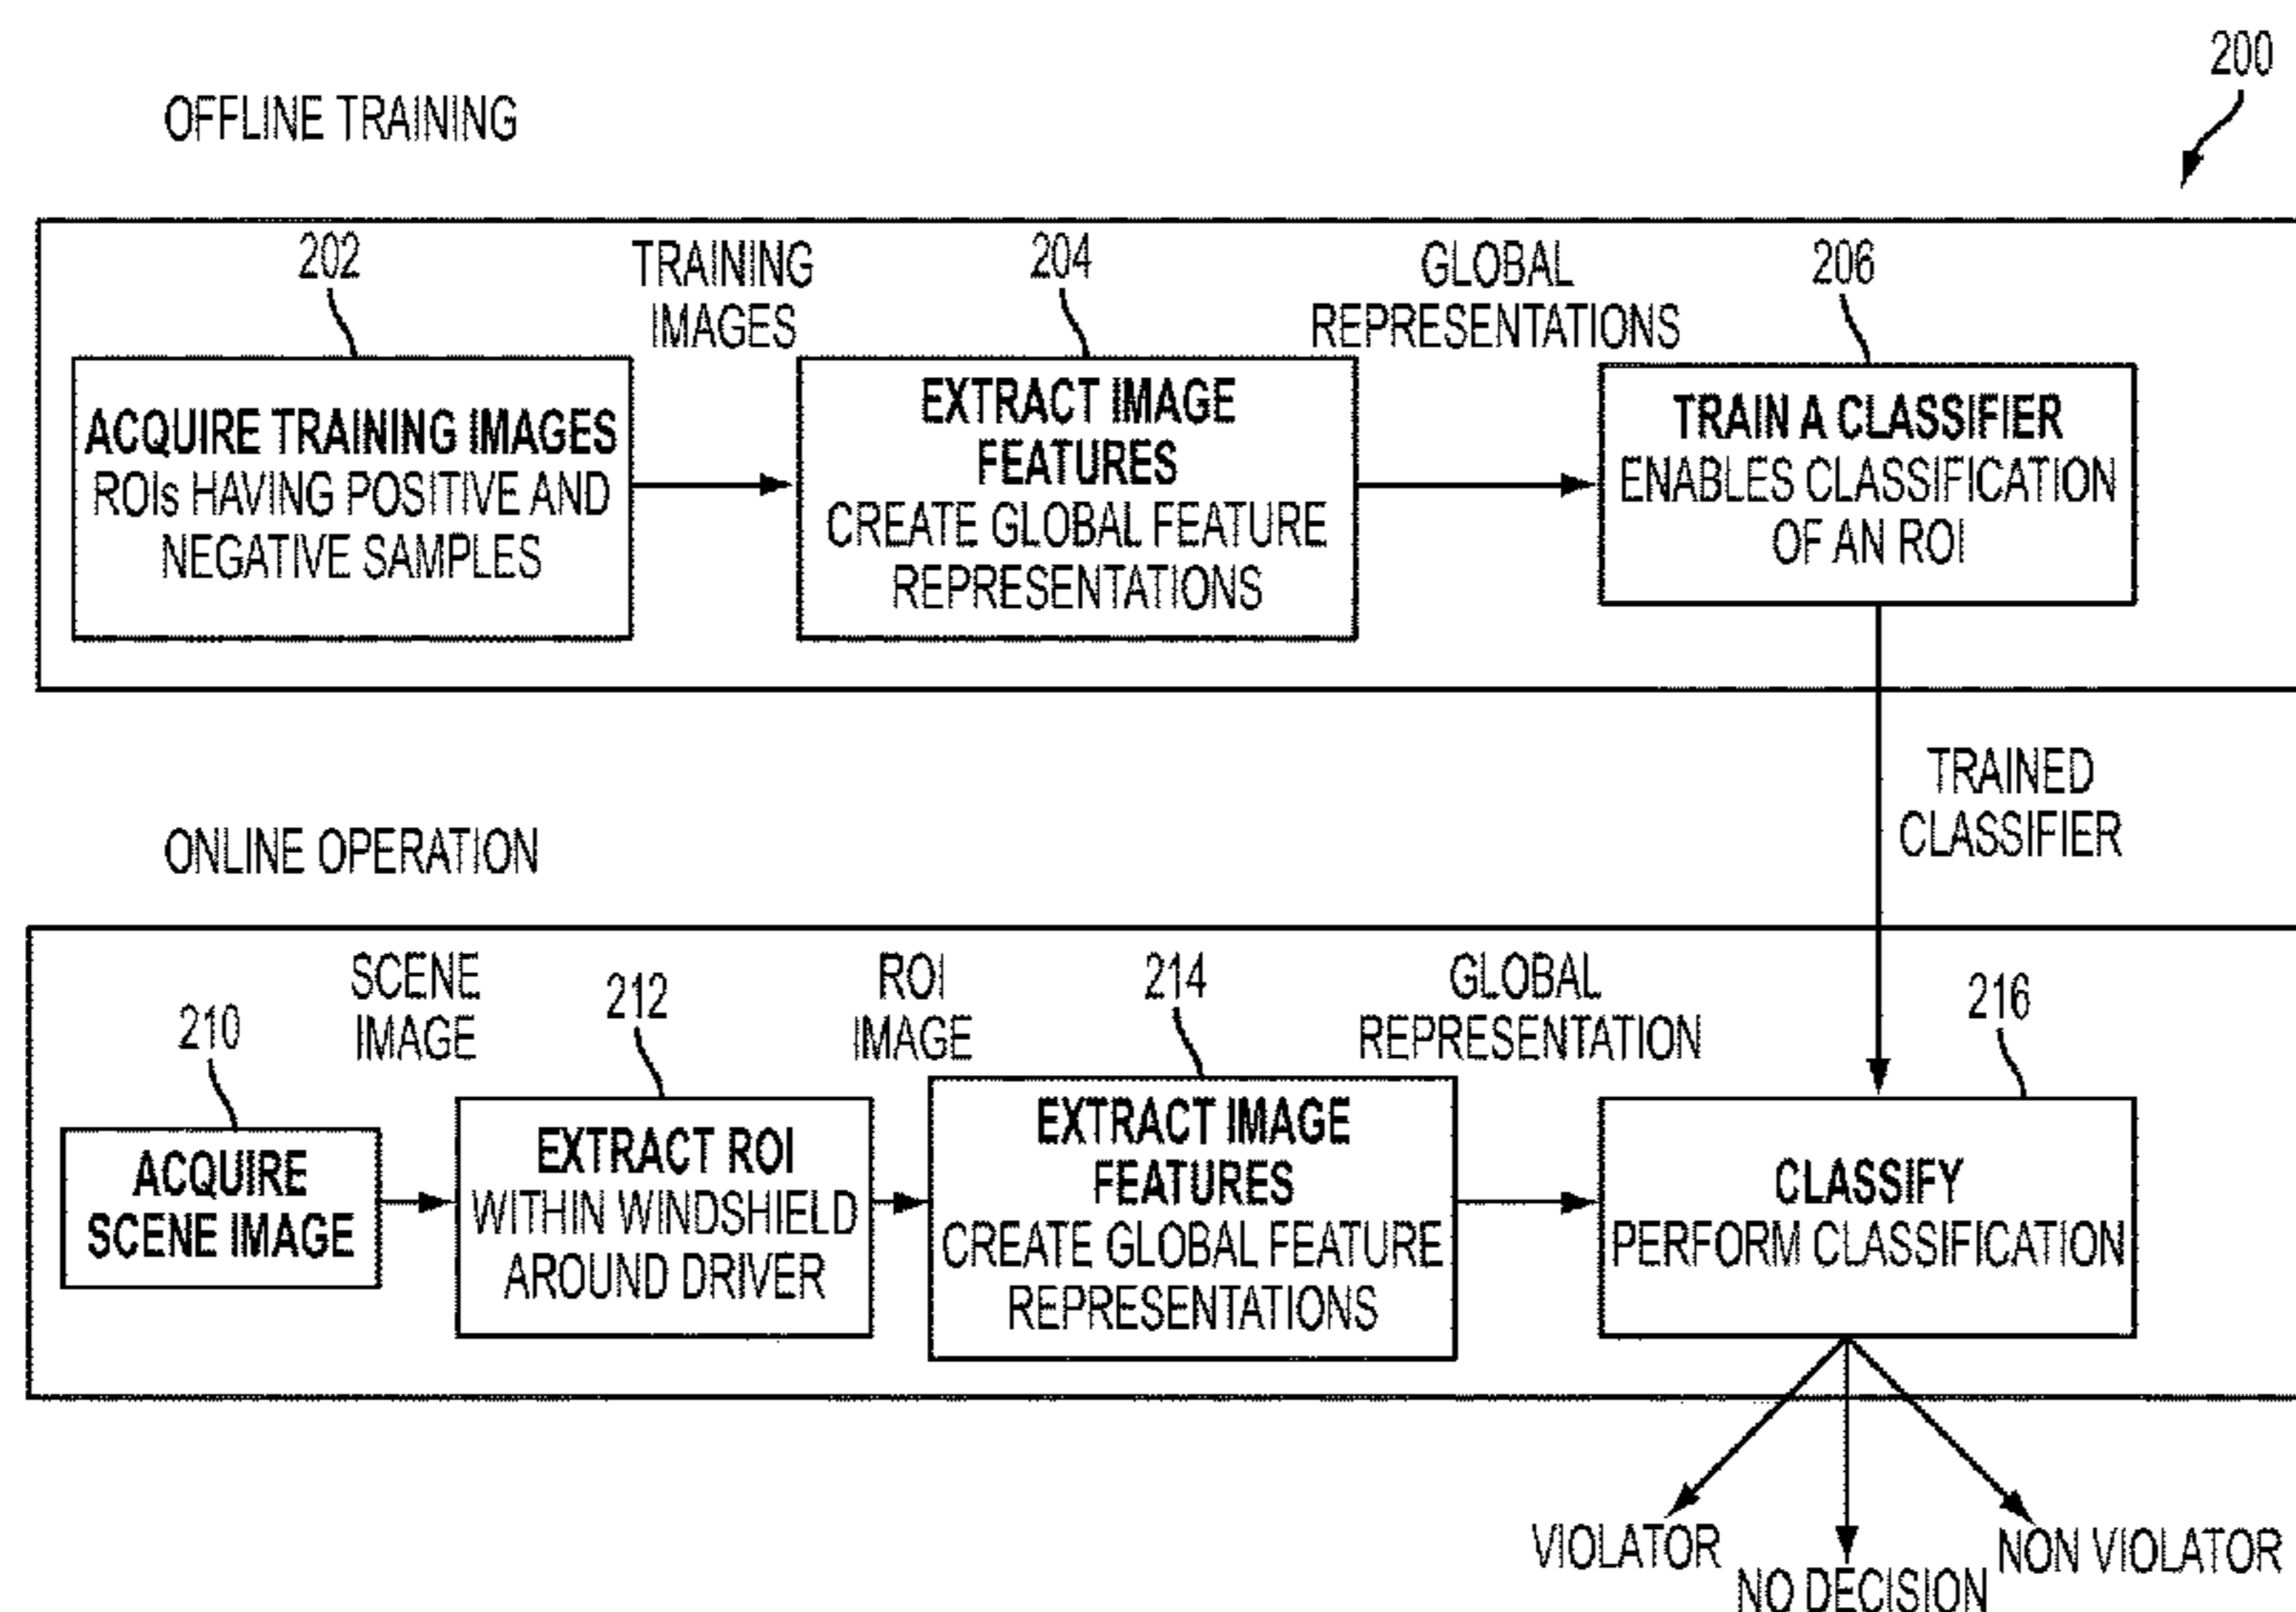 200
OFFLINE TRAINING
202
TRAINING
IMAGES
204
GLOBAL
REPRESENTATIONS
206
ACQUIRE TRAINING IMAGES
ROIs HAVING POSITIVE AND
NEGATIVE SAMPLES
EXTRACT IMAGE
FEATURES
CREATE GLOBAL FEATURE
REPRESENTATIONS
TRAIN A CLASSIFIER
ENABLES CLASSIFICATION
OF AN ROI
TRAINED
CLASSIFIER
ONLINE OPERATION
210
SCENE
IMAGE
212
ROI
IMAGE
214
GLOBAL
REPRESENTATION
216
ACQUIRE
SCENE IMAGE
EXTRACT ROI
WITHIN WINDSHIELD
AROUND DRIVER
EXTRACT IMAGE
FEATURES
CREATE GLOBAL FEATURE
REPRESENTATIONS
CLASSIFY
PERFORM CLASSIFICATION
VIOLATOR
NO DECISION
NON VIOLATOR